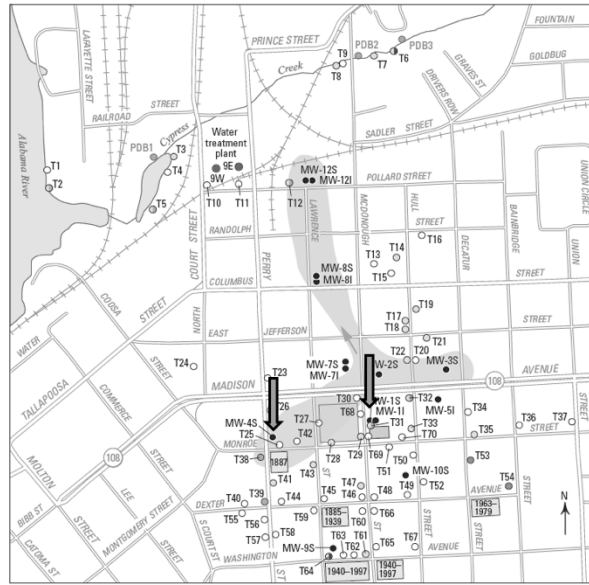 PRINCE STREET
FOUNTAIN
PDB2
PDB3
T9
T8
T7
T6
GRAVES ST
GOLDBUG
LAFAYETTE STREET
Creek
DRIVERS ROW
RAILROAD
STREET
Cypress
SADLER STREET
Alabama River
PDB1
T3
T4
Water
treatment
plant
9E
9W
MW-12S
MW-12I
POLLARD STREET
T1
T2
T5
T10
T11
T12
UNION CIRCLE
COURT STREET
RANDOLPH
PERRY
LAWRENCE
MCDONOUGH
HULL
STREET
DECATUR
BAINBRIDGE
UNION
T16
T13
T14
T15
MW-8S
MW-8I
COLUMBUS
STREET
COOSA
STREET
NORTH
T19
T17
T18
EAST
JEFFERSON
STREET
STREET
STREET
T21
WATER
T24
MW-7S
MW-7I
W-2S
T22
T20
MW-3S
TALLAPOOSA
COMMERCE
MADISON
T23
AVENUE
108
T26
T30
T68
W-1S
MW-1I
T31
T32
MW-5I
T34
T36
T37
MW-4S
T25
T27
T42
T33
T35
MONROE
T28
T29
T69
T70
STREET
108
MOLTON
T38
1887
T43
T51
T50
T53
T41
MW-10S
T54
BIBB ST
MONTGOMERY STREET
LEE
DEXTER
T40
T39
T44
T45
T47
T46
T48
T49
T52
AVENUE
N
T55
T56
T59
1885-
1939
T60
ST
1963-
1979
CATOMA ST
S COURT ST
T57
T58
MW-9S
T63
T62
T61
T65
T67
WASHINGTON
AVENUE
ST
T64
1940–1997
1940–
1997